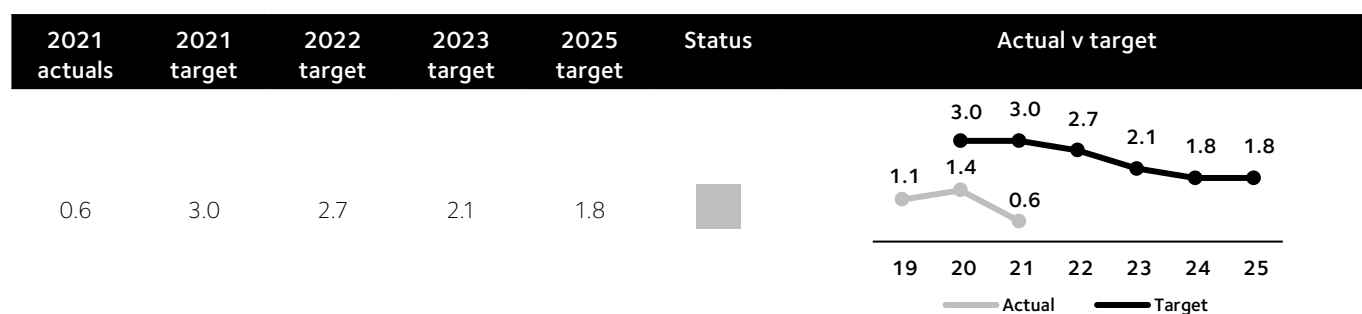 2021 actuals
2021 target
2022 target
2023 target
2025 target
Status
Actual v target
0.6
3.0
2.7
2.1
1.8
3.0
3.0
2.7
2.1
1.8
1.8
1.1
1.4
0.6
19
20
21
22
23
24
25
Actual
Target